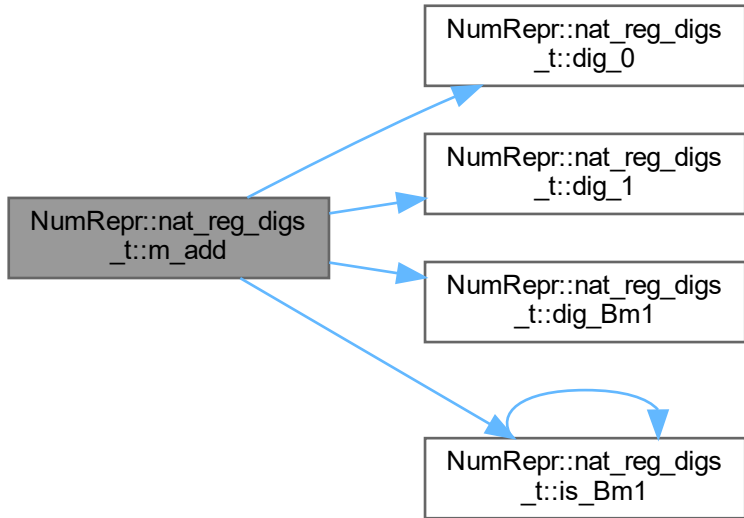 NumRepr::nat_reg_digs
_t::dig_0
NumRepr::nat_reg_digs
_t::dig_1
NumRepr::nat_reg_digs
_t::m_add
NumRepr::nat_reg_digs
_t::dig_Bm1
NumRepr::nat_reg_digs
_t::is_Bm1